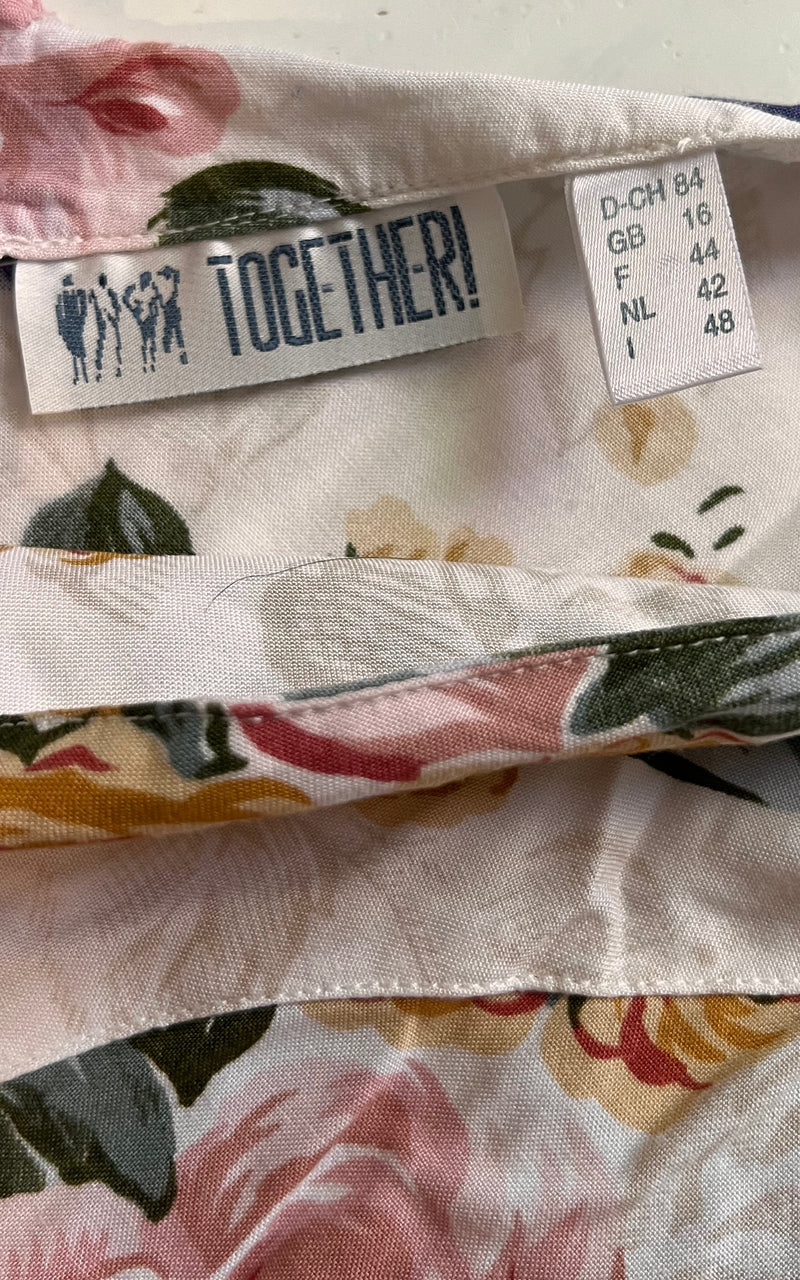 TOGETHER!
D-CH 84
GB 16
F 44
NL 42
I 48